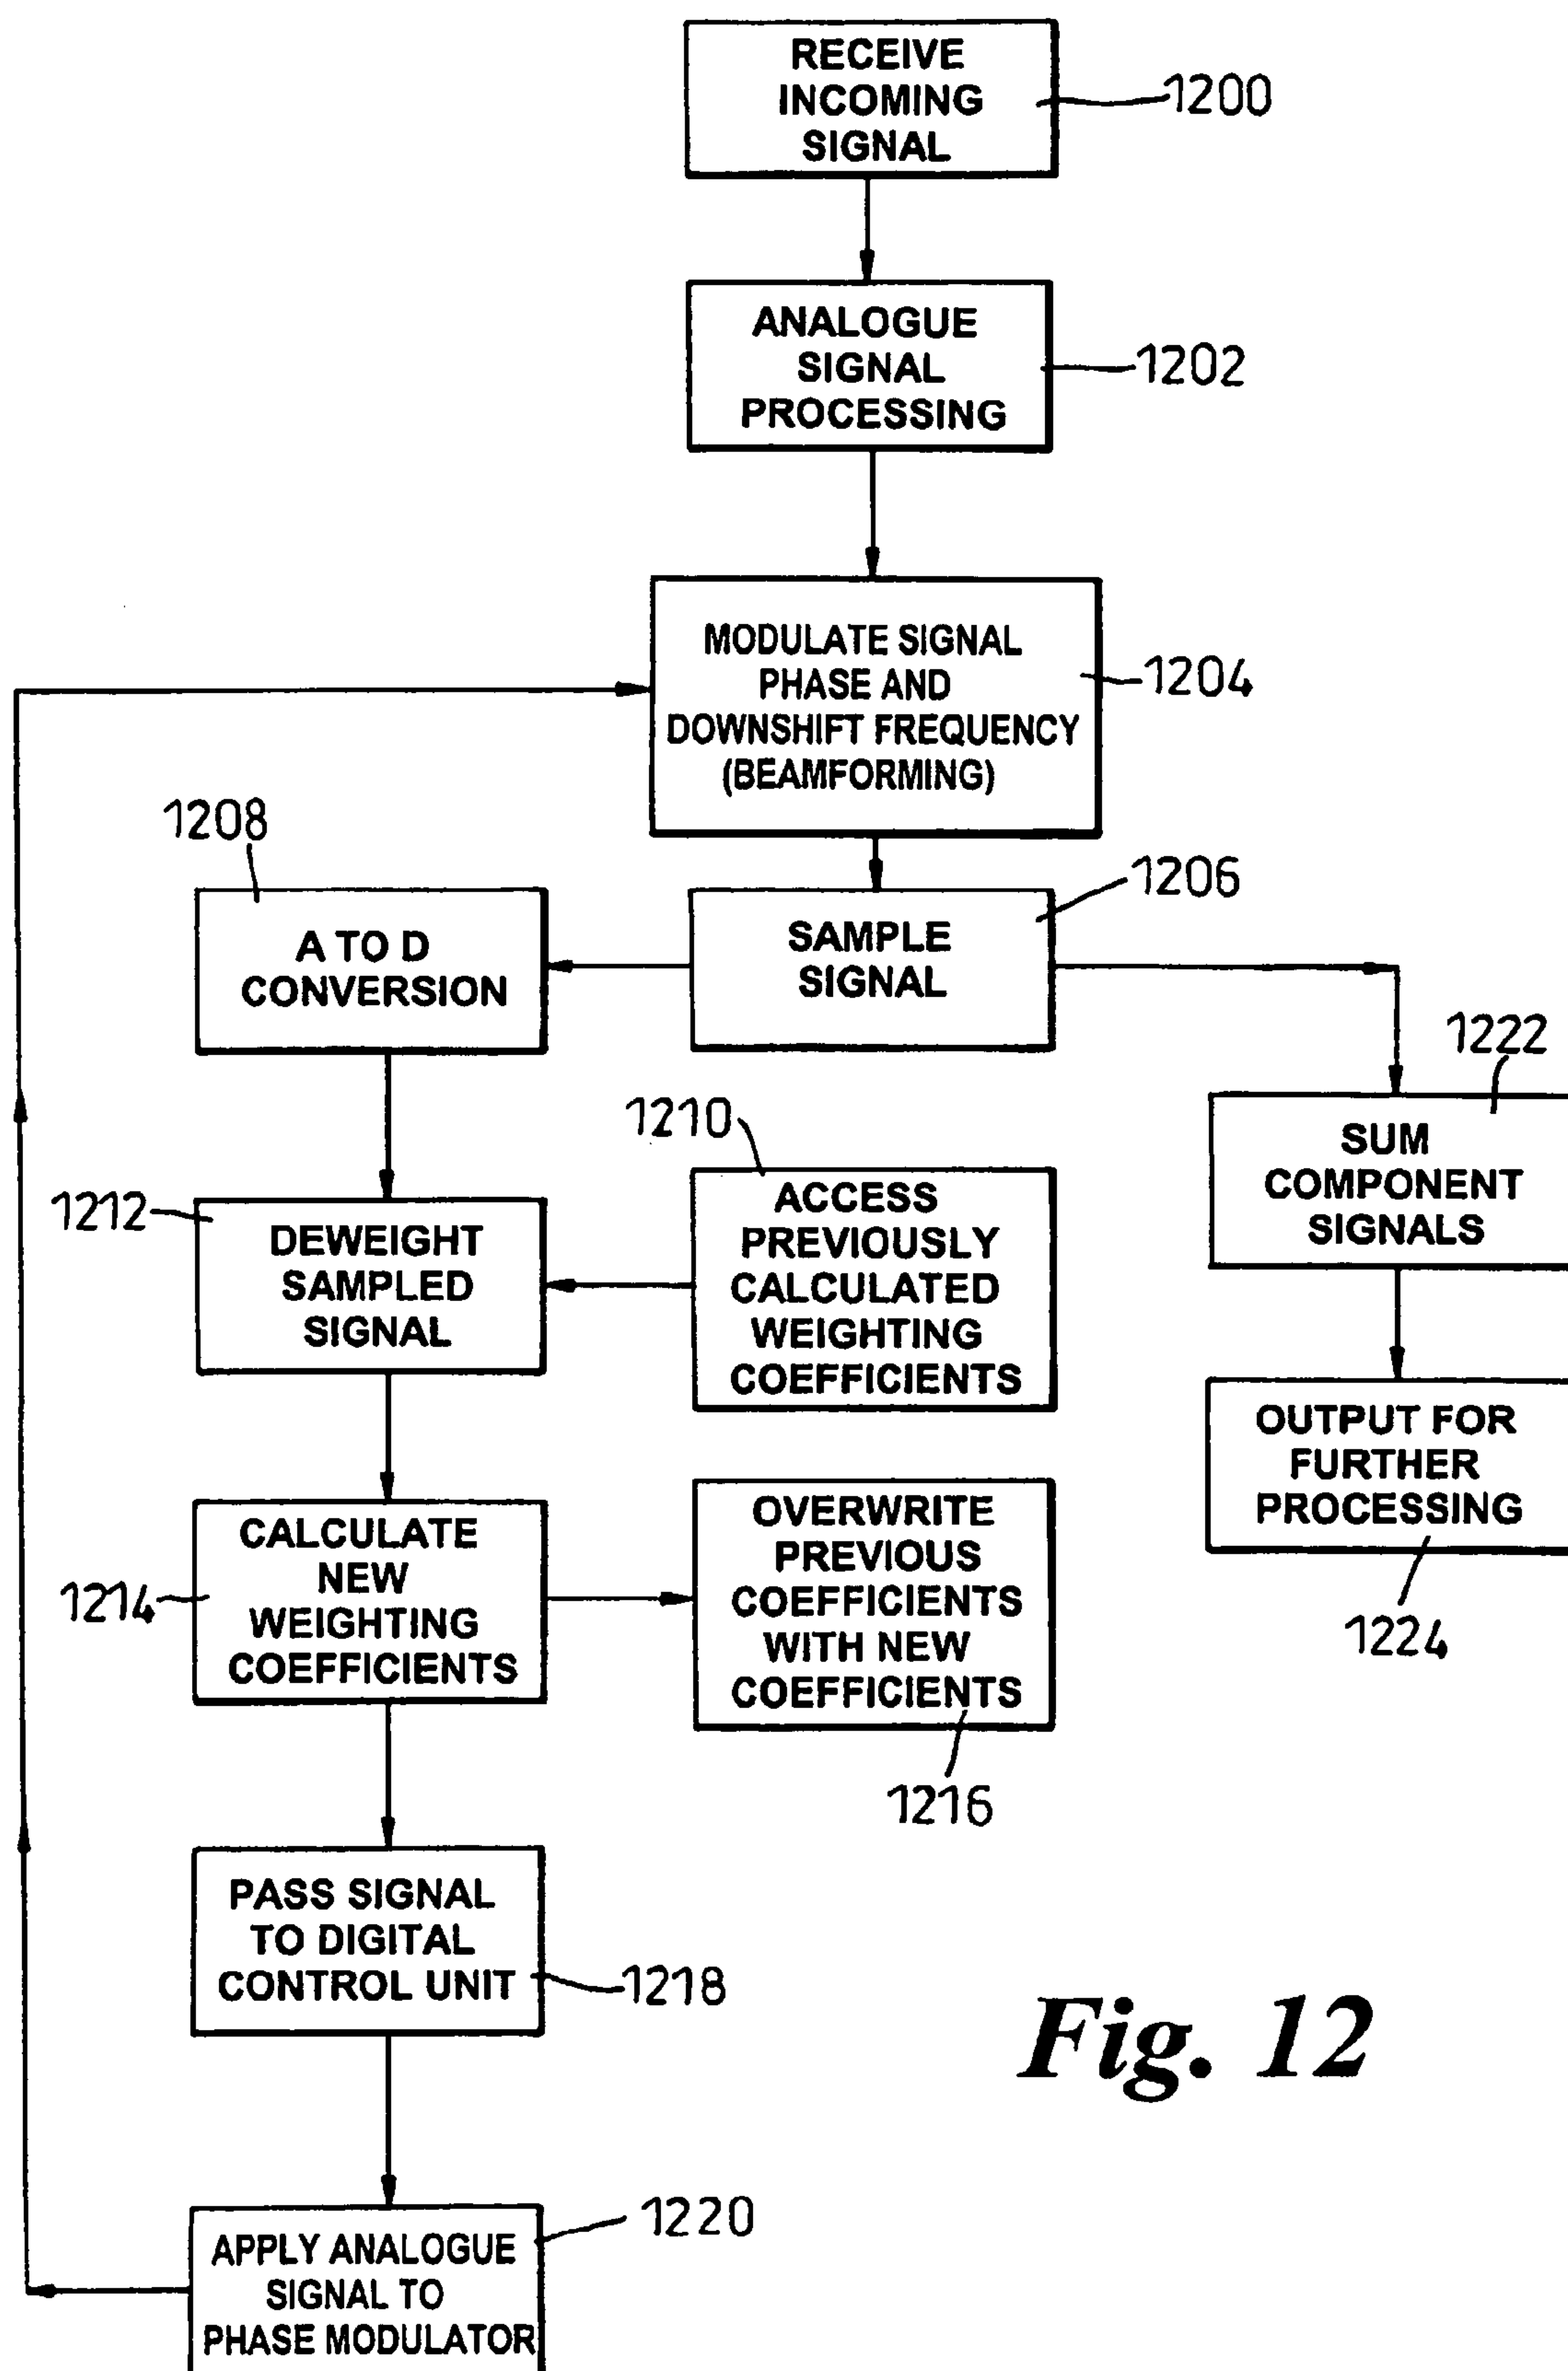 RECEIVE
INCOMING
SIGNAL
1200
ANALOGUE
SIGNAL
PROCESSING
1202
MODULATE SIGNAL
PHASE AND
DOWNSHIFT FREQUENCY
(BEAMFORMING)
1204
1208
A TO D
CONVERSION
SAMPLE
SIGNAL
1206
1222
SUM
COMPONENT
SIGNALS
1210
ACCESS
PREVIOUSLY
CALCULATED
WEIGHTING
COEFFICIENTS
1212
DEWEIGHT
SAMPLED
SIGNAL
OUTPUT FOR
FURTHER
PROCESSING
1224
1214
CALCULATE
NEW
WEIGHTING
COEFFICIENTS
OVERWRITE
PREVIOUS
COEFFICIENTS
WITH NEW
COEFFICIENTS
1216
PASS SIGNAL
TO DIGITAL
CONTROL UNIT
1218
1220
APPLY ANALOGUE
SIGNAL TO
PHASE MODULATOR
Fig. 12